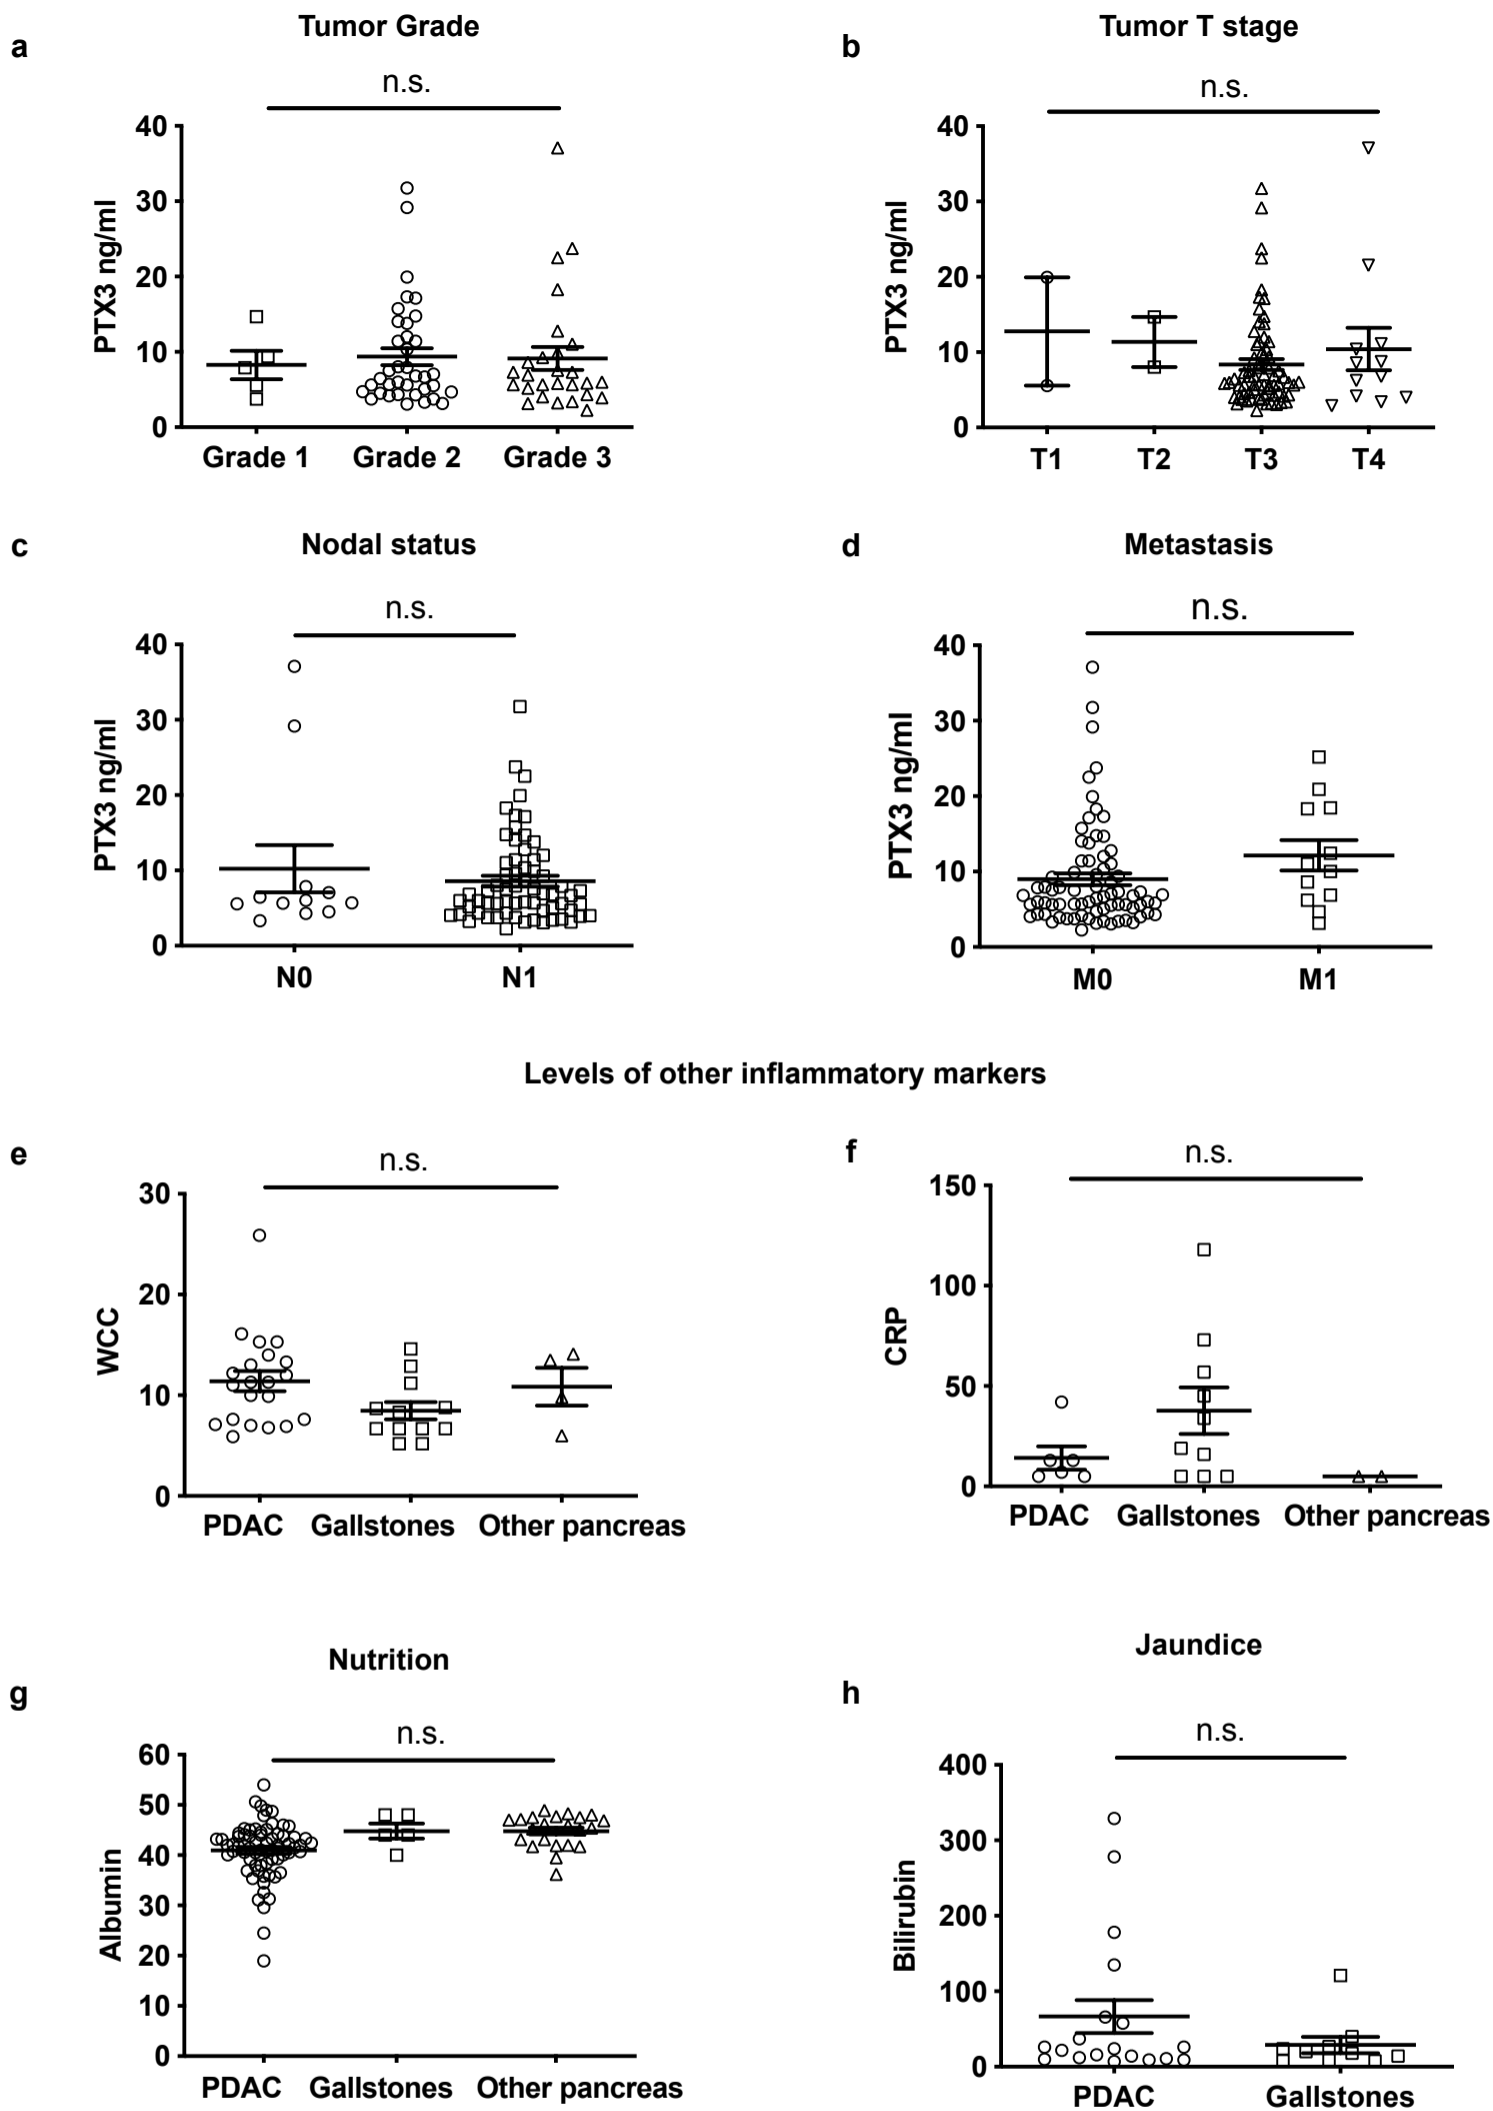 a
Tumor Grade
n.s.
40
30
20
10
0
PTX3 ng/ml
Grade 1 Grade 2 Grade 3
b
Tumor T stage
n.s.
40
30
20
10
0
PTX3 ng/ml
T1 T2 T3 T4
c
Nodal status
n.s.
40
30
20
10
0
PTX3 ng/ml
N0 N1
d
Metastasis
n.s.
40
30
20
10
0
PTX3 ng/ml
M0 M1
Levels of other inflammatory markers
e
n.s.
30
20
10
0
WCC
PDAC Gallstones Other pancreas
f
n.s.
150
100
50
0
CRP
PDAC Gallstones Other pancreas
Nutrition
g
n.s.
60
50
40
30
20
10
0
Albumin
PDAC Gallstones Other pancreas
Jaundice
h
n.s.
400
300
200
100
0
Bilirubin
PDAC Gallstones